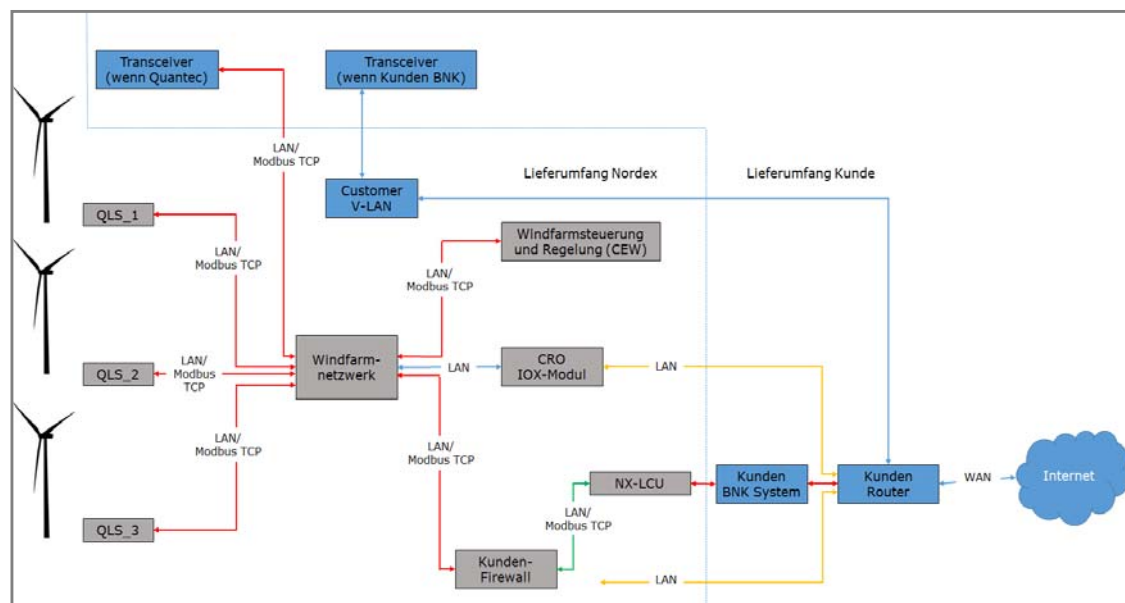 Transceiver
(wenn Quantec)
Transceiver
(wenn Kunden BNK)
LAN/
Modbus TCP
Lieferumfang Nordex
Lieferumfang Kunde
Customer
V-LAN
QLS_1
Windfarmsteuerung
und Regelung (CEW)
LAN/
Modbus TCP
LAN/
Modbus TCP
Windfarm-
netzwerk
LAN
CRO
IOX-Modul
LAN
QLS_2
LAN/
Modbus
TCP
LAN/
Modbus TCP
LAN/
Modbus TCP
NX-LCU
Kunden
BNK System
Kunden
Router
WAN
Internet
LAN/
Modbus TCP
QLS_3
Kunden-
Firewall
LAN